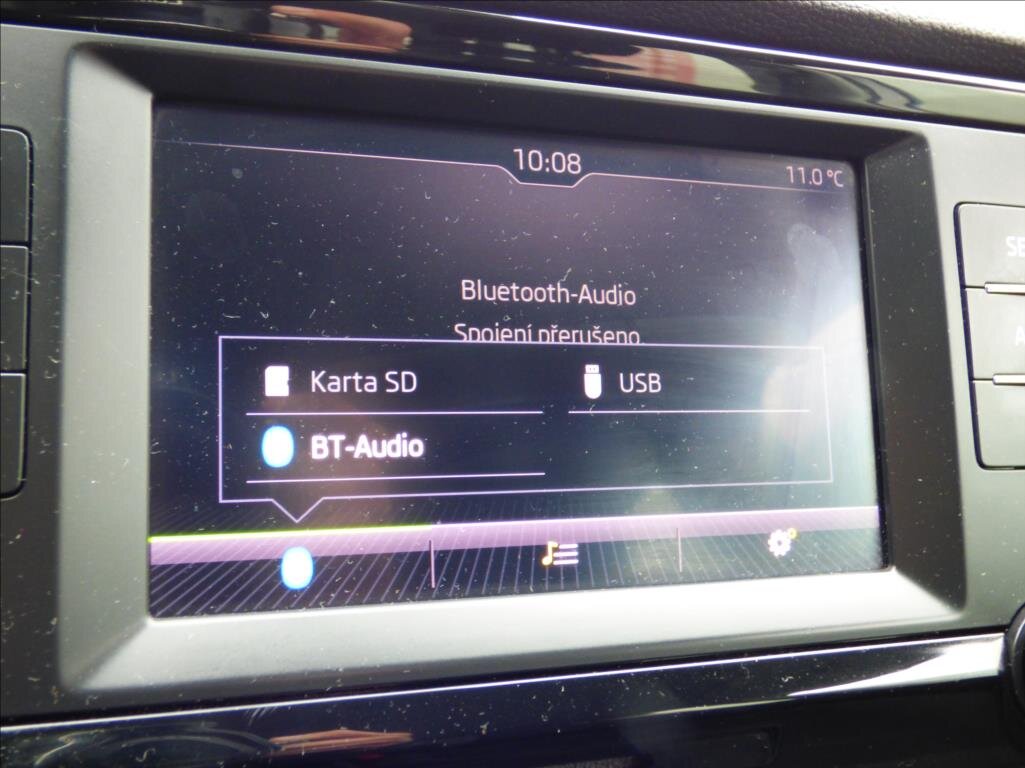 10:08
11.0 °C
Bluetooth-Audio
Spojení přerušeno.
Karta SD
USB
BT-Audio